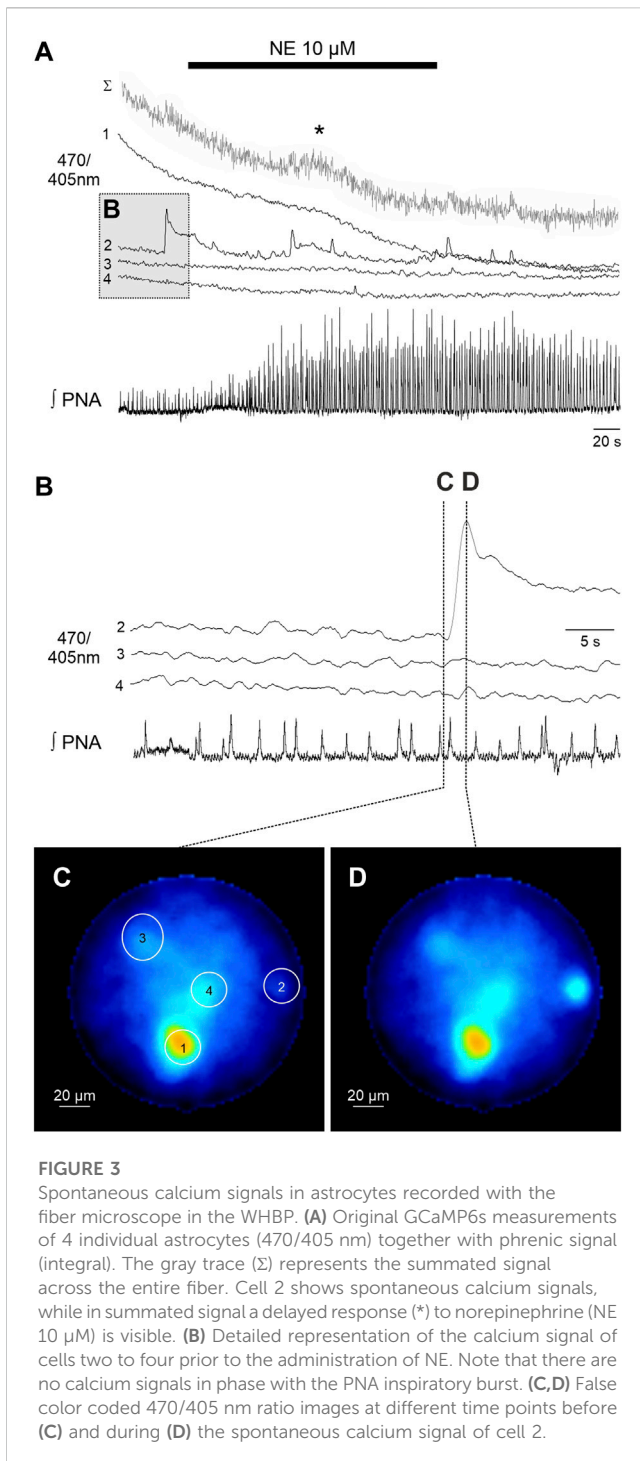 A
NE 10 µM
Σ
*
1
470/
405nm
B
2
3
4
∫ PNA
20 s
B
C D
2
470/
405nm
3
4
5 s
∫ PNA
C
3
4
2
1
20 µm
D
20 µm
FIGURE 3
Spontaneous calcium signals in astrocytes recorded with the
fiber microscope in the WHBP. (A) Original GCaMP6s measurements
of 4 individual astrocytes (470/405 nm) together with phrenic signal
(integral). The gray trace (Σ) represents the summated signal
across the entire fiber. Cell 2 shows spontaneous calcium signals,
while in summated signal a delayed response (*) to norepinephrine (NE
10 µM) is visible. (B) Detailed representation of the calcium signal of
cells two to four prior to the administration of NE. Note that there are
no calcium signals in phase with the PNA inspiratory burst. (C,D) False
color coded 470/405 nm ratio images at different time points before
(C) and during (D) the spontaneous calcium signal of cell 2.